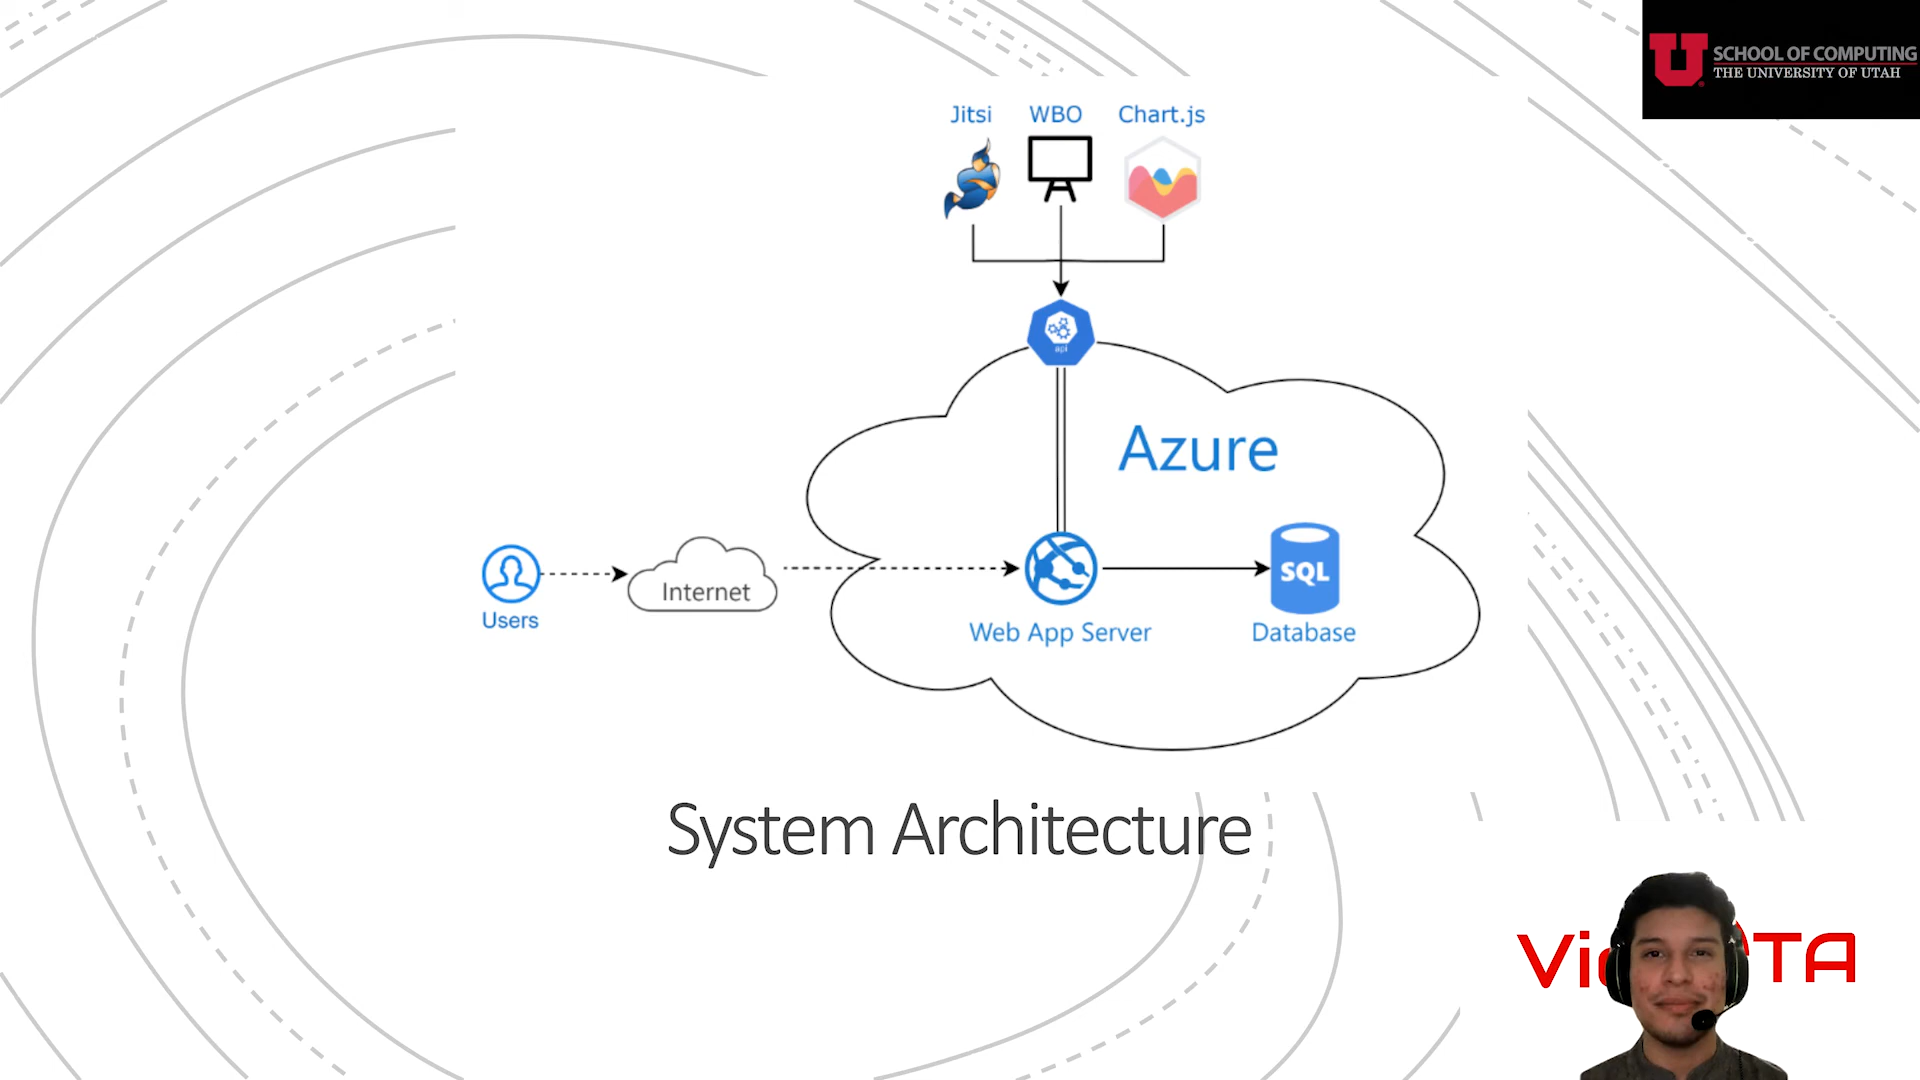 SCHOOL OF COMPUTING
THE UNIVERSITY OF UTAH
Jitsi WBO Chart.js
api
Azure
SQL
Internet
Users
Web App Server Database
System Architecture
TA